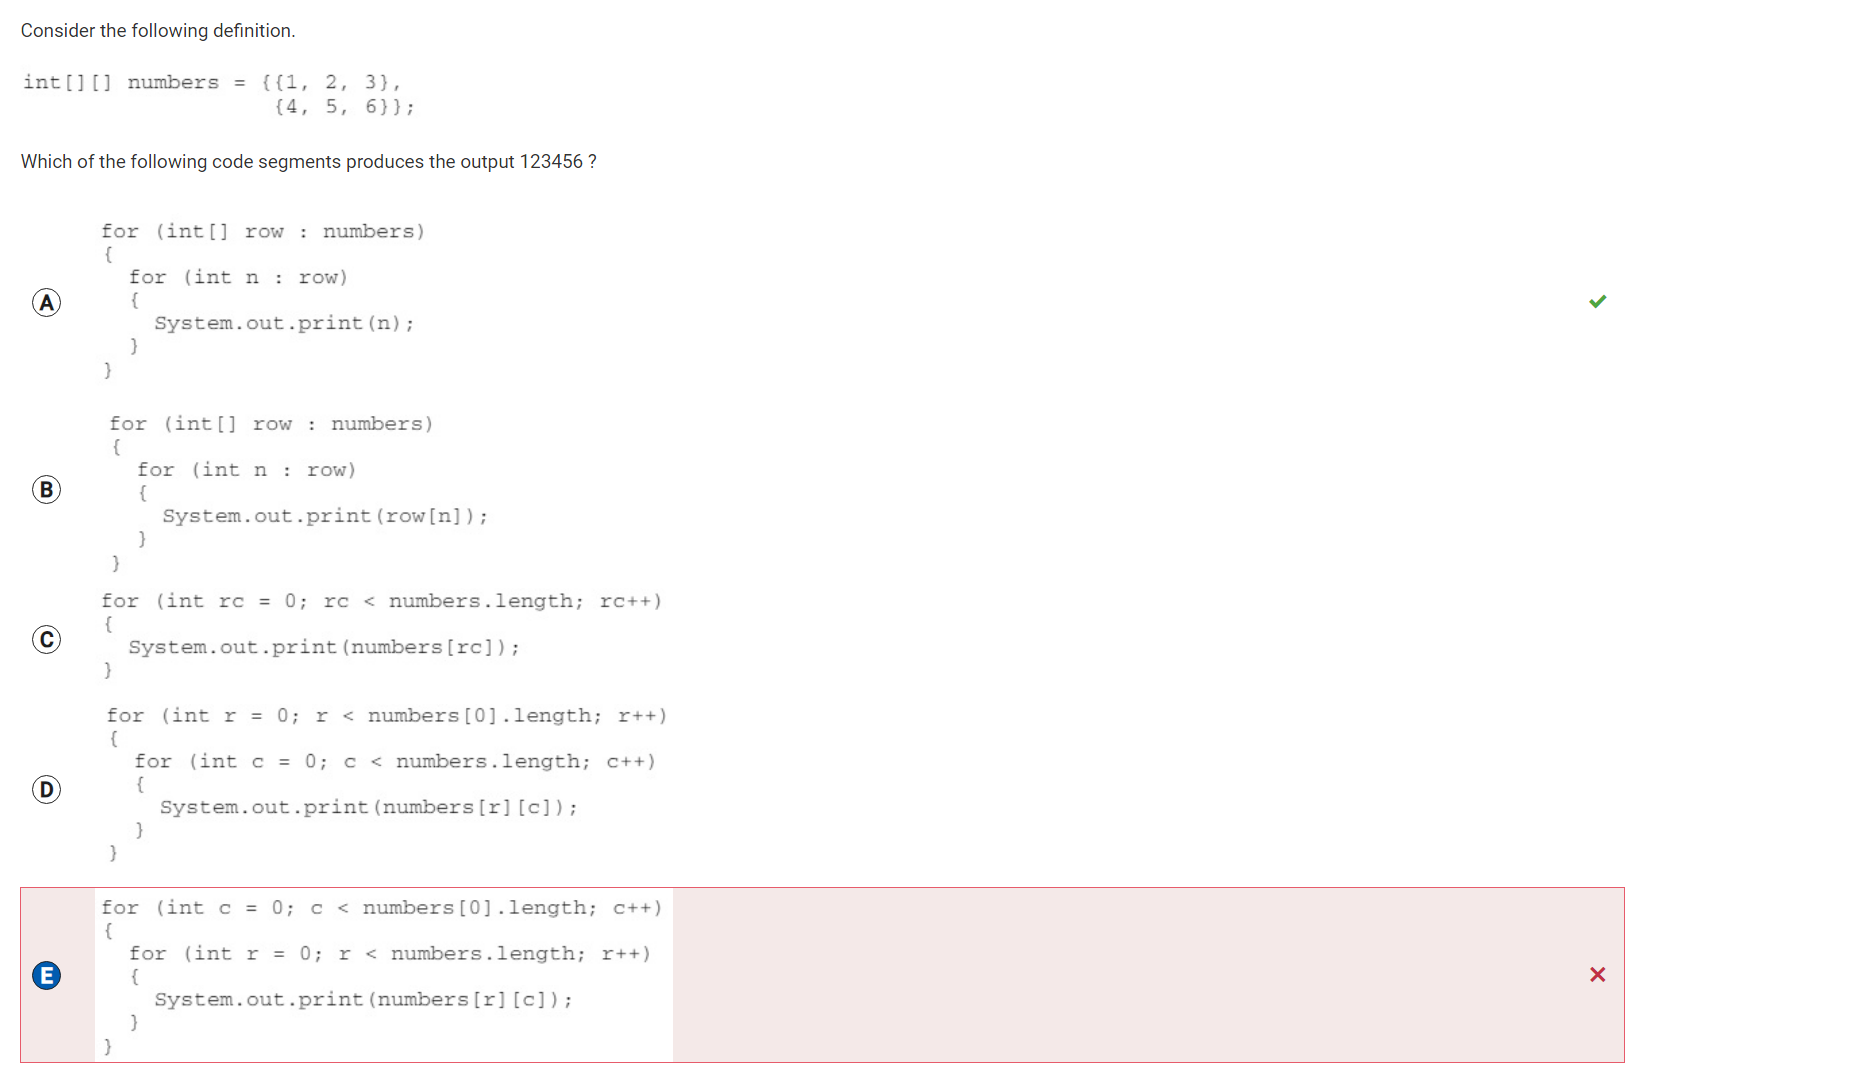 Consider the following definition.
int[][] numbers = {{1, 2, 3},
{4, 5, 6}};
Which of the following code segments produces the output 123456 ?
for (int[] row : numbers)
{
for (int n : row)
A
{
System.out.print(n);
}
}
for (int[] row : numbers)
{
for (int n : row)
B
{
System.out.print(row[n]);
}
}
for (int rc = 0; rc < numbers.length; rc++)
{
C
System.out.print(numbers[rc]);
}
for (int r = 0; r < numbers[0].length; r++)
{
for (int c = 0; c < numbers.length; c++)
D
{
System.out.print(numbers[r][c]);
}
}
for (int c = 0; c < numbers[0].length; c++)
{
for (int r = 0; r < numbers.length; r++)
E
{
System.out.print(numbers[r][c]);
}
}